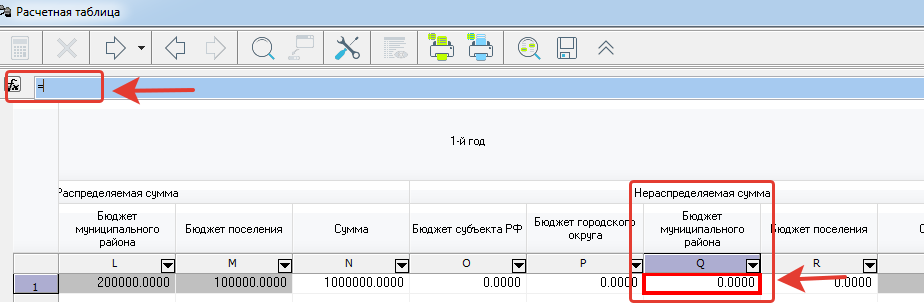 Расчетная таблица
fx =
1-й год
Распределяемая сумма Нераспределяемая сумма
Бюджет муниципального района Бюджет поселения Сумма Бюджет субъекта РФ Бюджет городского округа Бюджет муниципального района Бюджет поселения
L M N O P Q R
1 200000.0000 100000.0000 1000000.0000 0.0000 0.0000 0.0000 0.0000